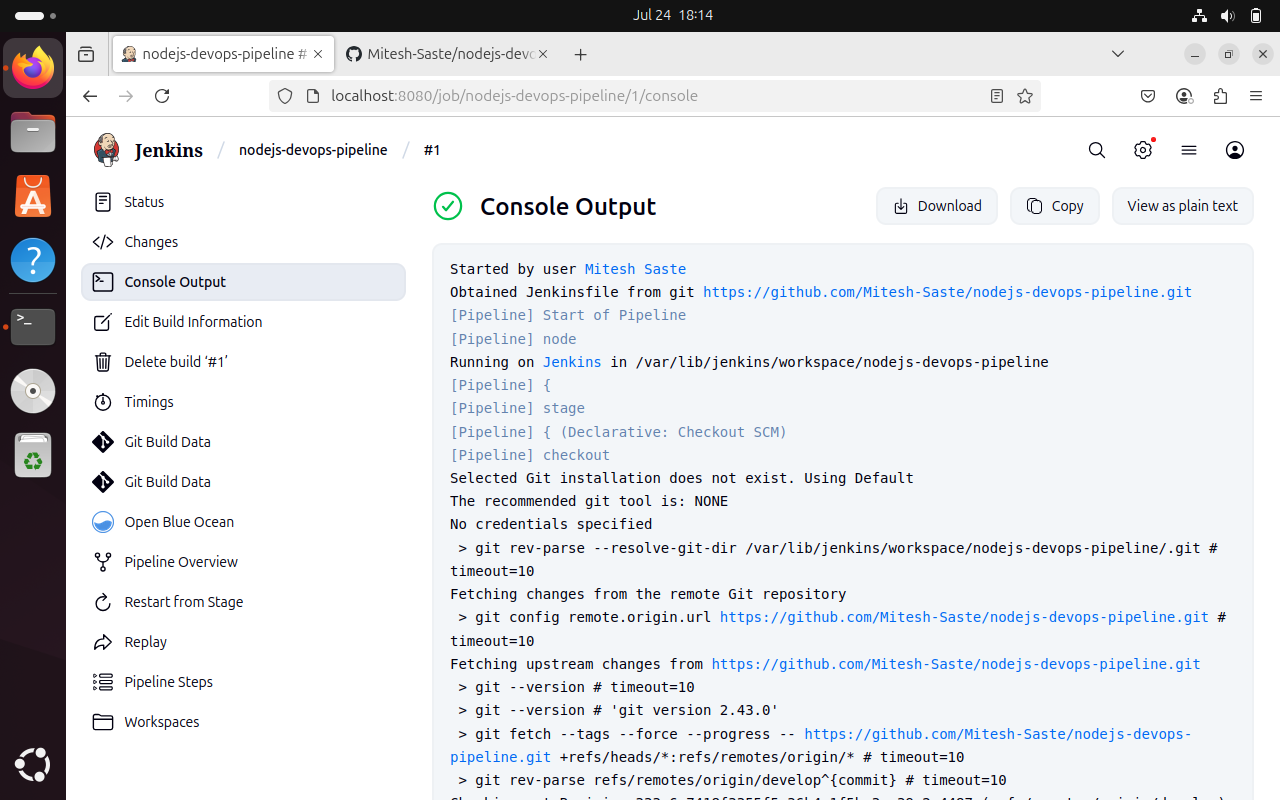 Jul 24 18:14
nodejs-devops-pipeline #
Mitesh-Saste/nodejs-devo
localhost:8080/job/nodejs-devops-pipeline/1/console
Jenkins / nodejs-devops-pipeline / #1
Status
Changes
Console Output
Edit Build Information
Delete build ‘#1’
Timings
Git Build Data
Git Build Data
Open Blue Ocean
Pipeline Overview
Restart from Stage
Replay
Pipeline Steps
Workspaces
Console Output
Download
Copy
View as plain text
Started by user Mitesh Saste
Obtained Jenkinsfile from git https://github.com/Mitesh-Saste/nodejs-devops-pipeline.git
[Pipeline] Start of Pipeline
[Pipeline] node
Running on Jenkins in /var/lib/jenkins/workspace/nodejs-devops-pipeline
[Pipeline] {
[Pipeline] stage
[Pipeline] { (Declarative: Checkout SCM)
[Pipeline] checkout
Selected Git installation does not exist. Using Default
The recommended git tool is: NONE
No credentials specified
> git rev-parse --resolve-git-dir /var/lib/jenkins/workspace/nodejs-devops-pipeline/.git #
timeout=10
Fetching changes from the remote Git repository
> git config remote.origin.url https://github.com/Mitesh-Saste/nodejs-devops-pipeline.git #
timeout=10
Fetching upstream changes from https://github.com/Mitesh-Saste/nodejs-devops-pipeline.git
> git --version # timeout=10
> git --version # 'git version 2.43.0'
> git fetch --tags --force --progress -- https://github.com/Mitesh-Saste/nodejs-devops-
pipeline.git +refs/heads/*:refs/remotes/origin/* # timeout=10
> git rev-parse refs/remotes/origin/develop^{commit} # timeout=10